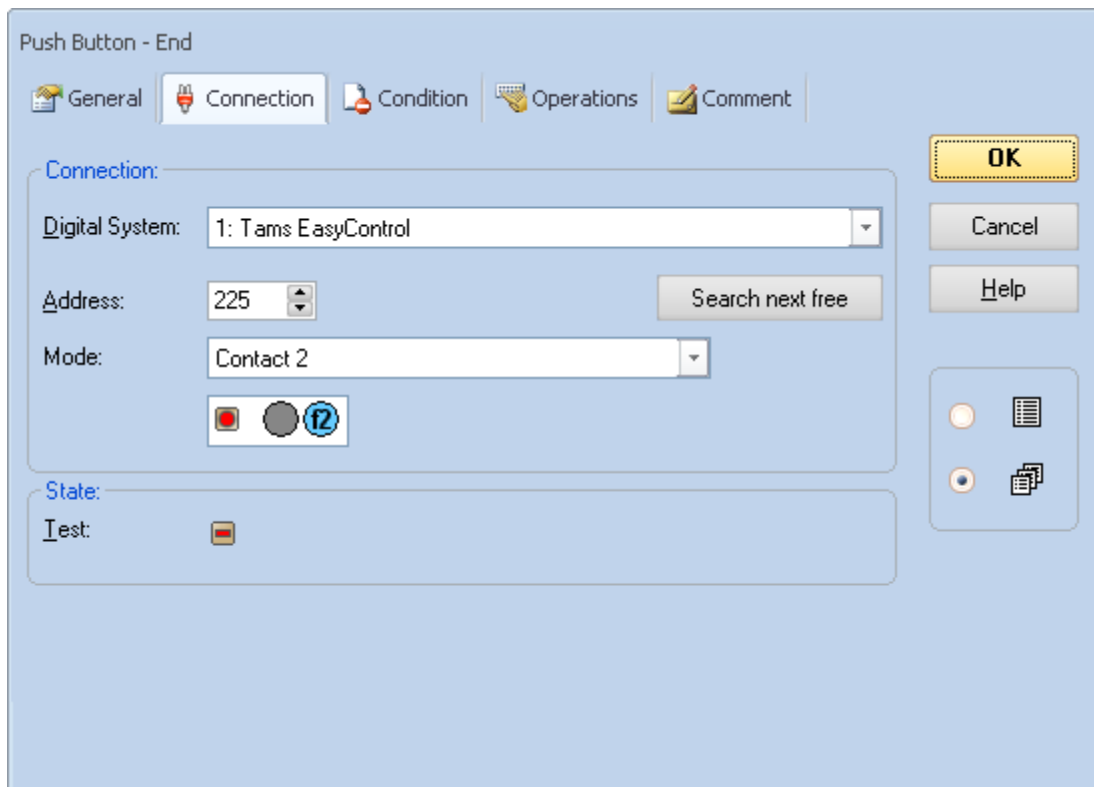 Push Button - End
General Connection Condition Operations Comment
Connection:
Digital System: 1: Tams EasyControl
Address: 225 Search next free
Mode: Contact 2
f2
State:
Test:
OK
Cancel
Help